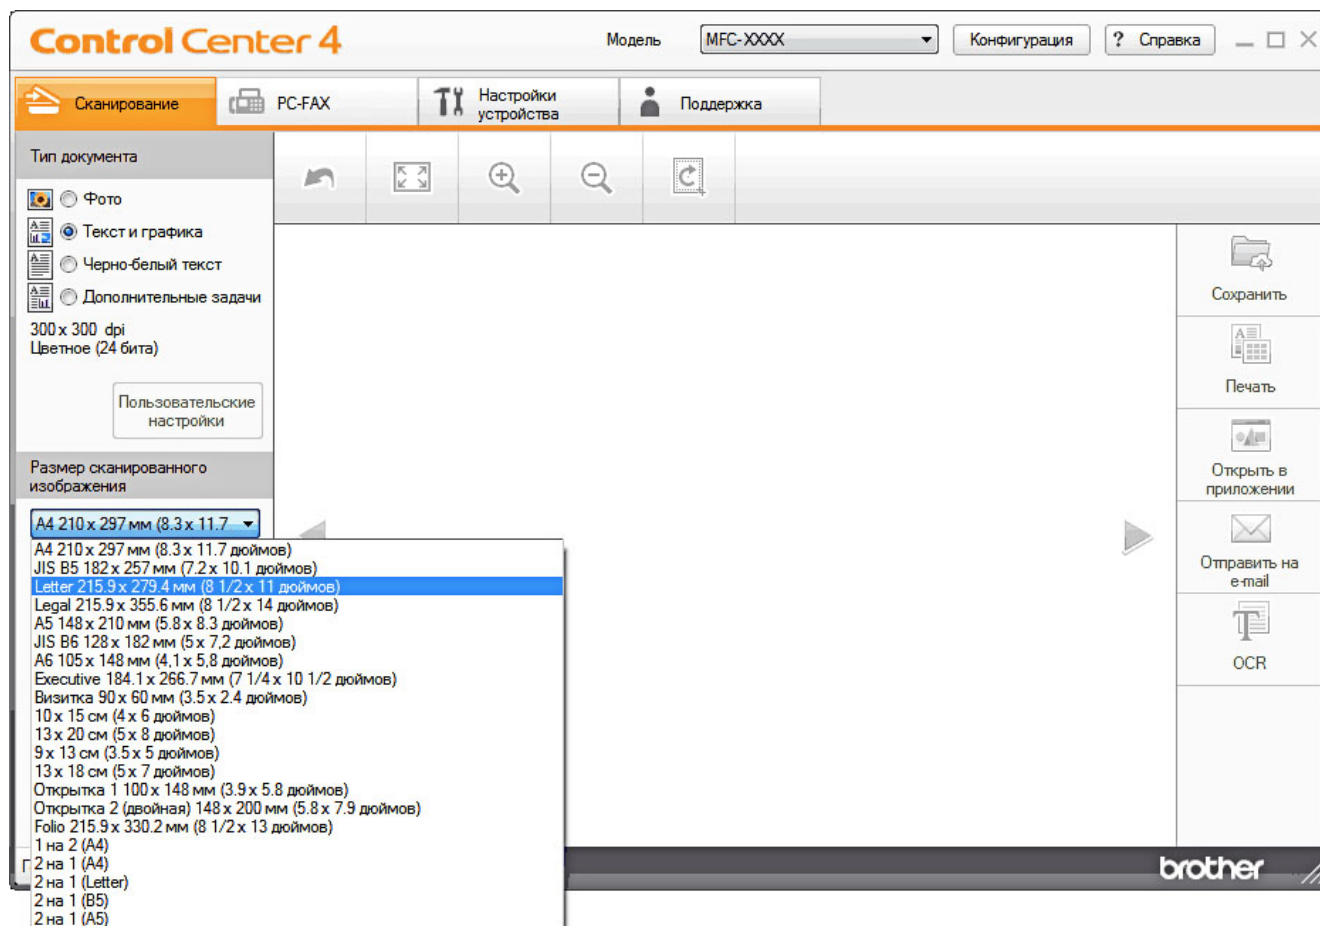 Control Center 4
Модель
MFC-XXXX
Конфигурация
? Справка
Сканирование
PC-FAX
Настройки
устройства
Поддержка
Тип документа
Фото
Текст и графика
Черно-белый текст
Дополнительные задачи
300 x 300 dpi
Цветное (24 бита)
Пользовательские
настройки
Размер сканированного
изображения
A4 210 x 297 мм (8.3 x 11.7
A4 210 x 297 мм (8.3 x 11.7 дюймов)
JIS B5 182 x 257 мм (7.2 x 10.1 дюймов)
Letter 215.9 x 279.4 мм (8 1/2 x 11 дюймов)
Legal 215.9 x 355.6 мм (8 1/2 x 14 дюймов)
A5 148 x 210 мм (5.8 x 8.3 дюймов)
JIS B6 128 x 182 мм (5 x 7,2 дюймов)
A6 105 x 148 мм (4,1 x 5,8 дюймов)
Executive 184.1 x 266.7 мм (7 1/4 x 10 1/2 дюймов)
Визитка 90 x 60 мм (3.5 x 2.4 дюймов)
10 x 15 см (4 x 6 дюймов)
13 x 20 см (5 x 8 дюймов)
9 x 13 см (3.5 x 5 дюймов)
13 x 18 см (5 x 7 дюймов)
Открытка 1 100 x 148 мм (3.9 x 5.8 дюймов)
Открытка 2 (двойная) 148 x 200 мм (5.8 x 7.9 дюймов)
Folio 215.9 x 330.2 мм (8 1/2 x 13 дюймов)
1 на 2 (A4)
2 на 1 (A4)
2 на 1 (Letter)
2 на 1 (B5)
2 на 1 (A5)
Сохранить
Печать
Открыть в
приложении
Отправить на
e-mail
OCR
brother